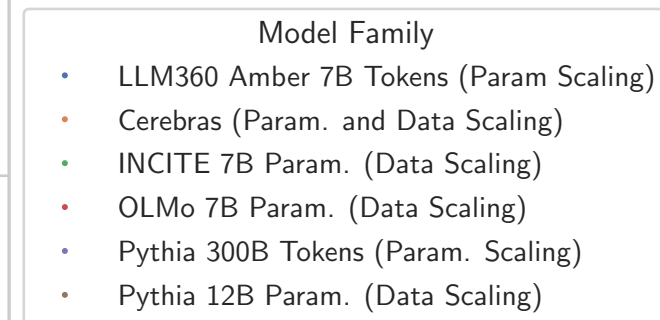 Model Family
LLM360 Amber 7B Tokens (Param Scaling)
Cerebras (Param. and Data Scaling)
INCITE 7B Param. (Data Scaling)
OLMo 7B Param. (Data Scaling)
Pythia 300B Tokens (Param. Scaling)
Pythia 12B Param. (Data Scaling)